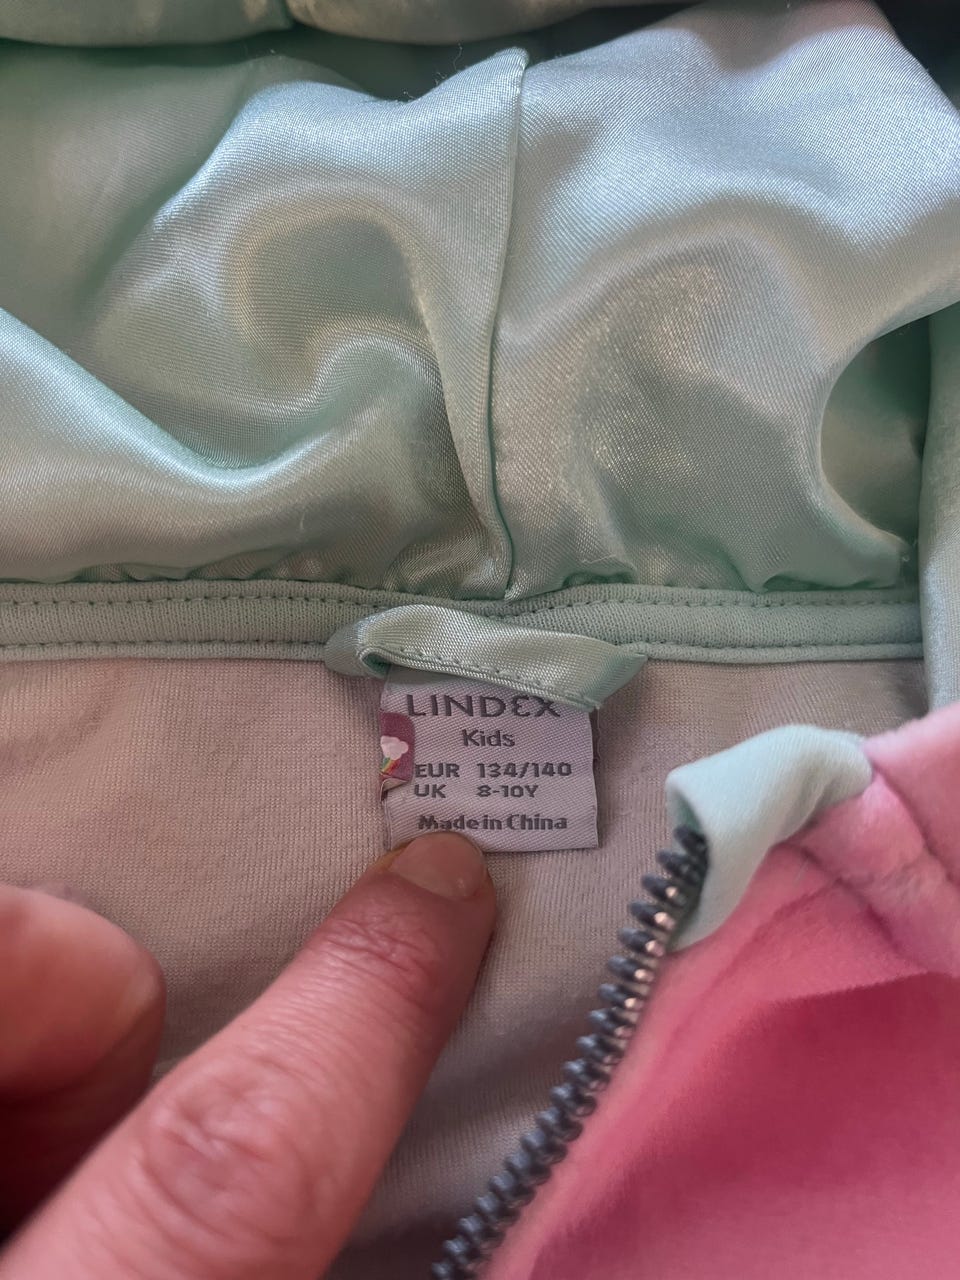 LINDEX
Kids
EUR 134/140
UK 8-10Y
Made in China